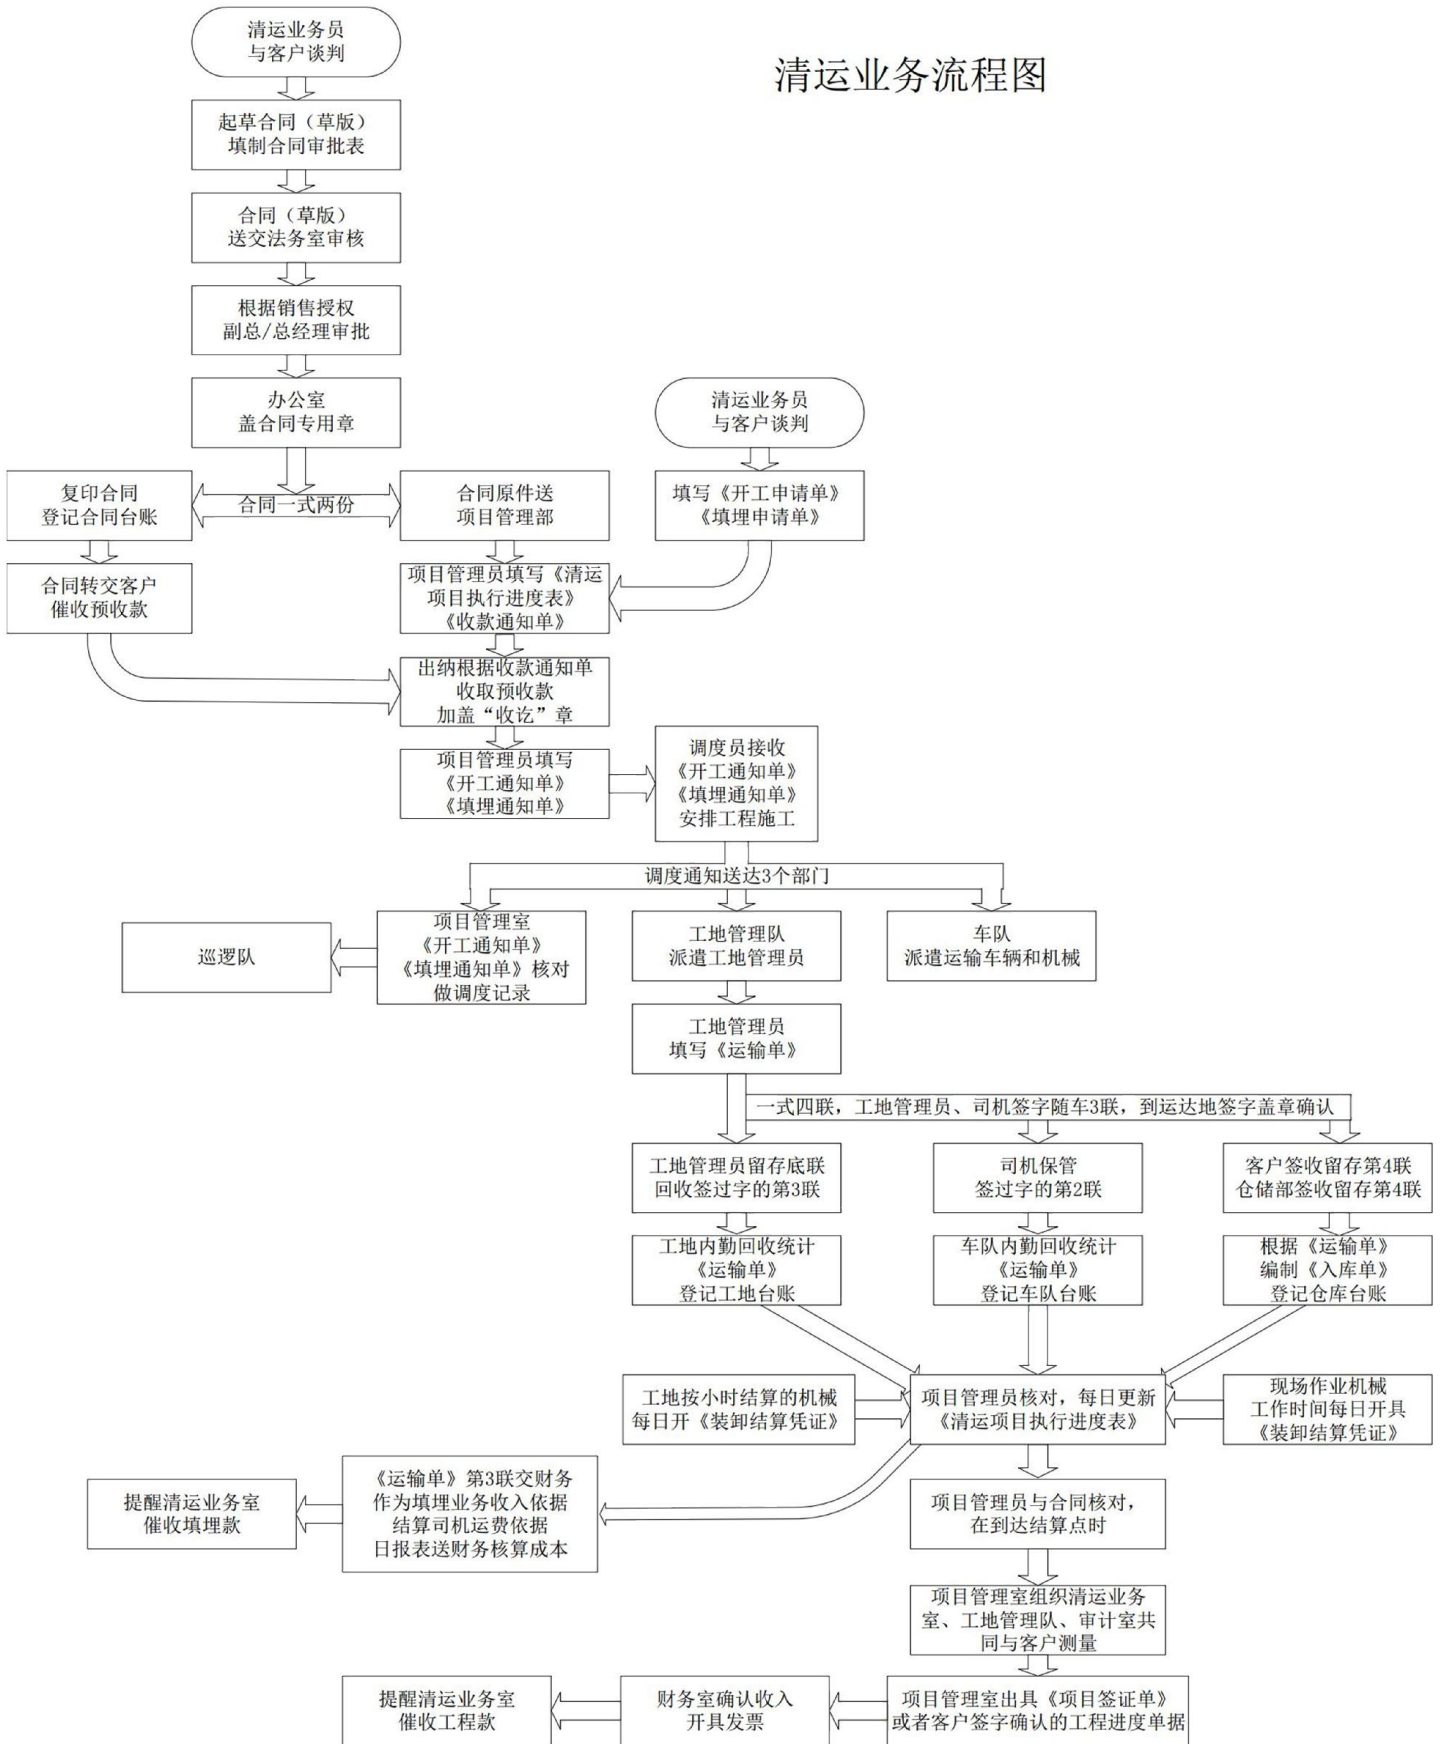 清运业务流程图
清运业务员
与客户谈判
起草合同（草版）
填制合同审批表
合同（草版）
送交法务室审核
根据销售授权
副总/总经理审批
办公室
盖合同专用章
清运业务员
与客户谈判
复印合同
登记合同台账
合同一式两份
合同原件送
项目管理部
填写《开工申请单》
《填埋申请单》
合同转交客户
催收预收款
项目管理员填写《清运
项目执行进度表》
《收款通知单》
出纳根据收款通知单
收取预收款
加盖“收讫”章
项目管理员填写
《开工通知单》
《填埋通知单》
调度员接收
《开工通知单》
《填埋通知单》
安排工程施工
调度通知送达3个部门
巡逻队
项目管理室
《开工通知单》
《填埋通知单》核对
做调度记录
工地管理队
派遣工地管理员
车队
派遣运输车辆和机械
工地管理员
填写《运输单》
一式四联，工地管理员、司机签字随车3联，到运达地签字盖章确认
工地管理员留存底联
回收签过字的第3联
司机保管
签过字的第2联
客户签收留存第4联
仓储部签收留存第4联
工地内勤回收统计
《运输单》
登记工地台账
车队内勤回收统计
《运输单》
登记车队台账
根据《运输单》
编制《入库单》
登记仓库台账
工地按小时结算的机械
每日开《装卸结算凭证》
项目管理员核对，每日更新
《清运项目执行进度表》
现场作业机械
工作时间每日开具
《装卸结算凭证》
提醒清运业务室
催收填埋款
《运输单》第3联交财务
作为填埋业务收入依据
结算司机运费依据
日报表送财务核算成本
项目管理员与合同核对，
在到达结算点时
项目管理室组织清运业务
室、工地管理队、审计室共
同与客户测量
提醒清运业务室
催收工程款
财务室确认收入
开具发票
项目管理室出具《项目签证单》
或者客户签字确认的工程进度单据